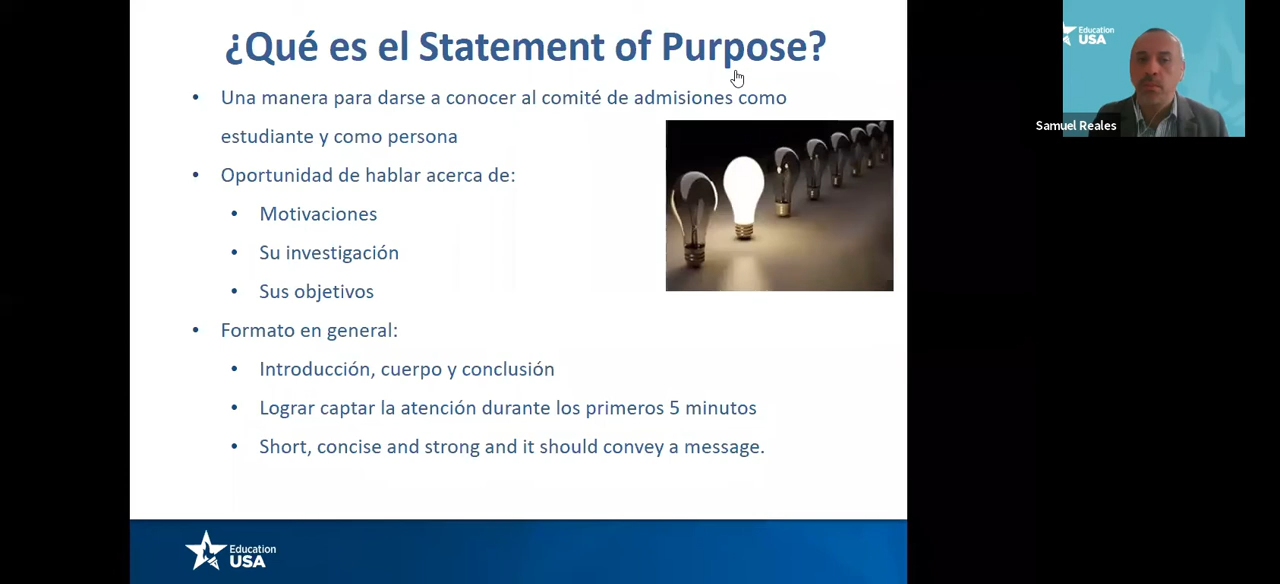 ¿Qué es el Statement of Purpose?
• Una manera para darse a conocer al comité de admisiones como
estudiante y como persona
• Oportunidad de hablar acerca de:
• Motivaciones
• Su investigación
• Sus objetivos
• Formato en general:
• Introducción, cuerpo y conclusión
• Lograr captar la atención durante los primeros 5 minutos
• Short, concise and strong and it should convey a message.
Education
USA
Education
USA
Samuel Reales